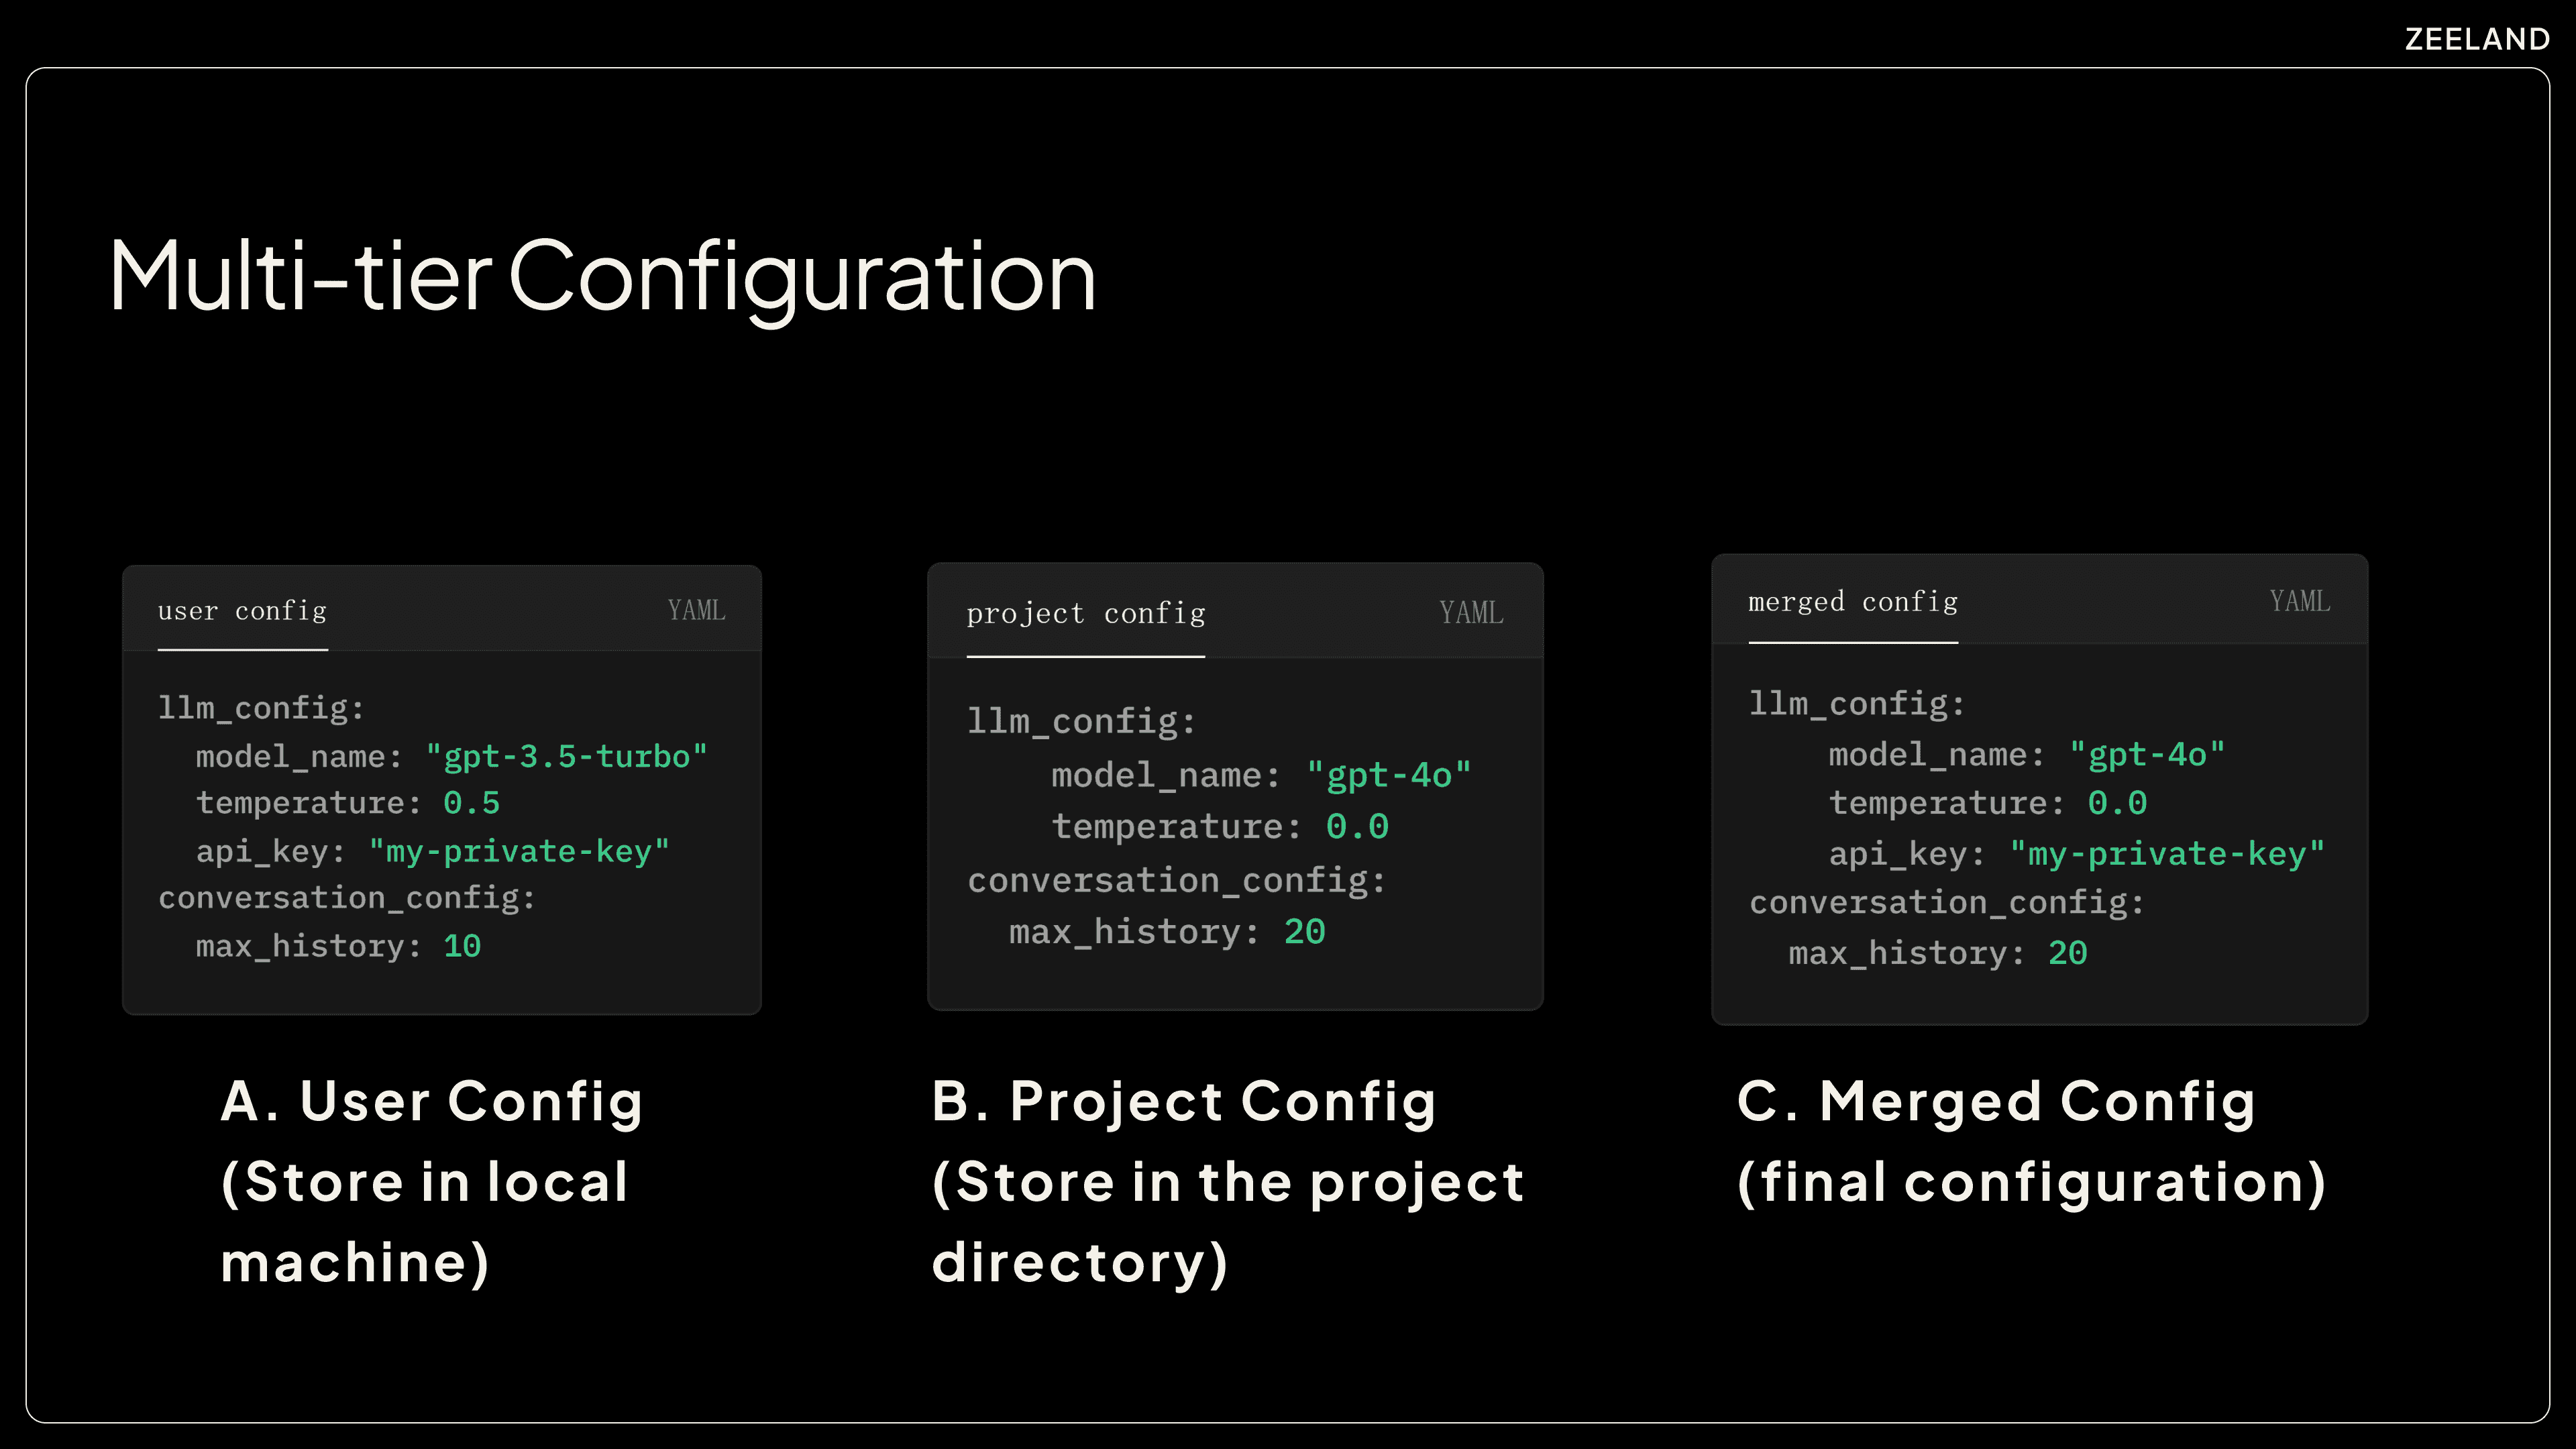 ZEELAND
Multi-tier Configuration
user config YAML
llm_config:
  model_name: "gpt-3.5-turbo"
  temperature: 0.5
  api_key: "my-private-key"
conversation_config:
  max_history: 10
A. User Config
(Store in local
machine)
project config YAML
llm_config:
    model_name: "gpt-4o"
    temperature: 0.0
conversation_config:
  max_history: 20
B. Project Config
(Store in the project
directory)
merged config YAML
llm_config:
    model_name: "gpt-4o"
    temperature: 0.0
    api_key: "my-private-key"
conversation_config:
  max_history: 20
C. Merged Config
(final configuration)